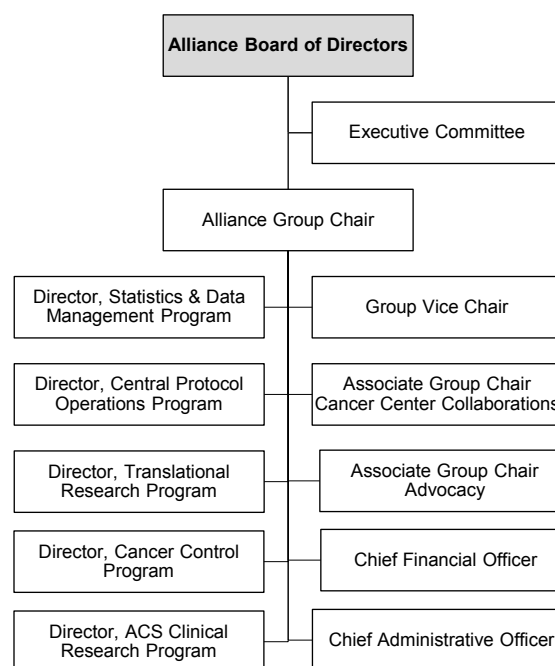 Alliance Board of Directors
Executive Committee
Alliance Group Chair
Director, Statistics & Data
Management Program
Group Vice Chair
Director, Central Protocol
Operations Program
Associate Group Chair
Cancer Center Collaborations
Director, Translational
Research Program
Associate Group Chair
Advocacy
Director, Cancer Control
Program
Chief Financial Officer
Director, ACS Clinical
Research Program
Chief Administrative Officer